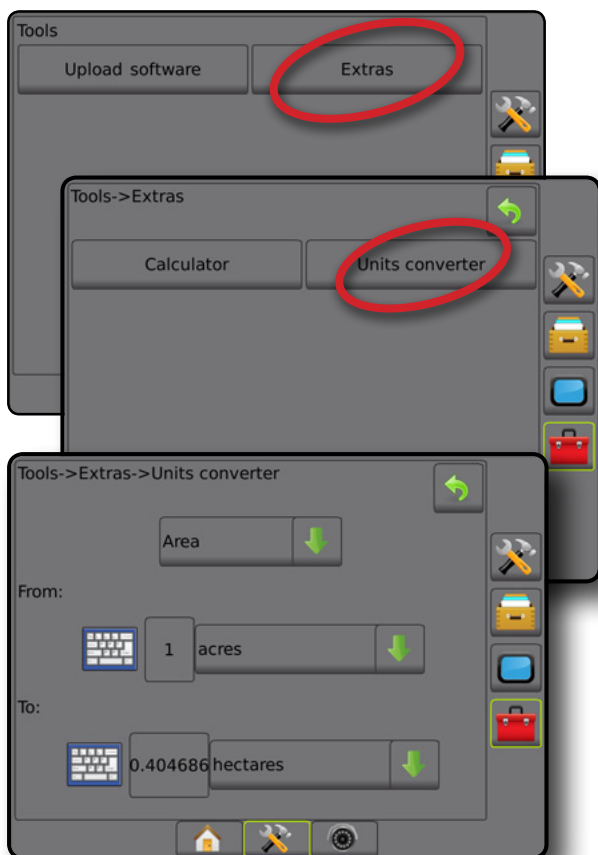 Tools
Upload software Extras
Tools->Extras
Calculator Units converter
Tools->Extras->Units converter
Area
From:
1 acres
To:
0.404686 hectares